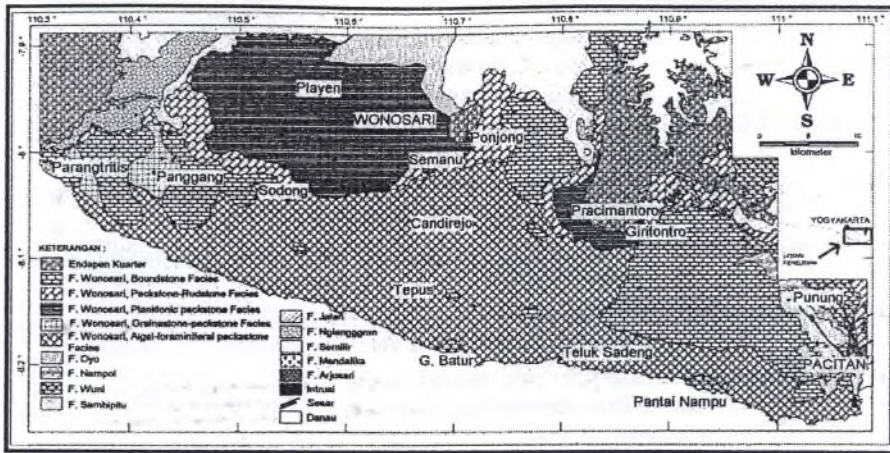 110.3 110.4 110.5 110.6 110.7 110.8 110.9 111 111.1
-7.9
-8
-8.1
-8.2
N
W E
S
kilometer
Playen
WONOSARI
Ponjong
Semanu
Parangtritis
Panggang
Sodong
Candirejo
Pracimantoro
Giritontro
Tepus
G. Batur
Teluk Sadeng
Pantai Nampu
Punung
PACITAN
YOGYAKARTA
KETERANGAN :
Endapan Kuarter
F. Wonosari, Boundstone Facies
F. Wonosari, Packstone-Rudstone Facies
F. Wonosari, Planktonic packstone Facies
F. Wonosari, Grainstone-packstone Facies
F. Wonosari, Algal-foraminiferal packstone
Facies
F. Oyo
F. Nampol
F. Wuni
F. Sambipitu
F. Jaten
F. Nglanggran
F. Semilir
F. Mandalika
F. Arjosari
Intrusi
Sesar
Danau